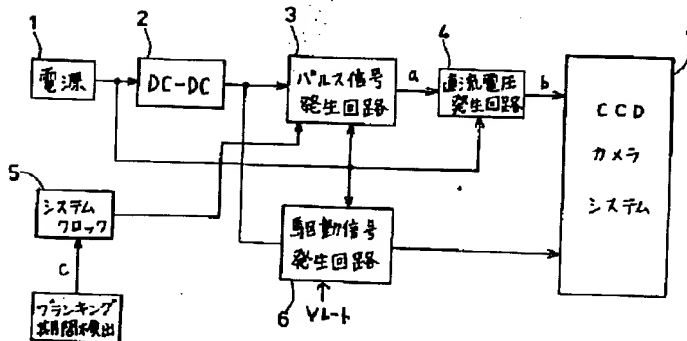 1
電源
2
DC-DC
3
パルス信号
発生回路
a
4
直流電圧
発生回路
b
CCD
カメラ
システム
5
システム
クロック
c
ブランキング
期間検出
駆動信号
発生回路
6
Vレート